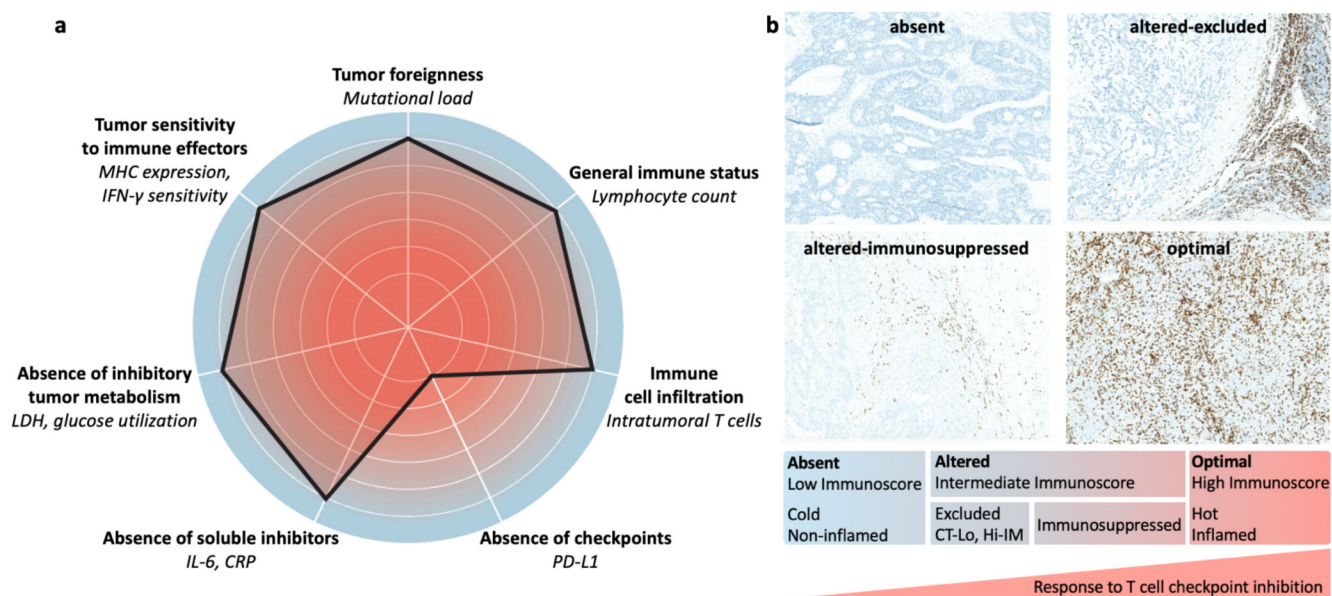 a
Tumor foreignness
Mutational load
Tumor sensitivity
to immune effectors
MHC expression,
IFN-γ sensitivity
General immune status
Lymphocyte count
Absence of inhibitory
tumor metabolism
LDH, glucose utilization
Immune
cell infiltration
Intratumoral T cells
Absence of soluble inhibitors
IL-6, CRP
Absence of checkpoints
PD-L1
b
absent
altered-excluded
altered-immunosuppressed
optimal
Absent
Low Immunoscore
Cold
Non-inflamed
Altered
Intermediate Immunoscore
Excluded
CT-Lo, Hi-IM
Immunosuppressed
Optimal
High Immunoscore
Hot
Inflamed
Response to T cell checkpoint inhibition